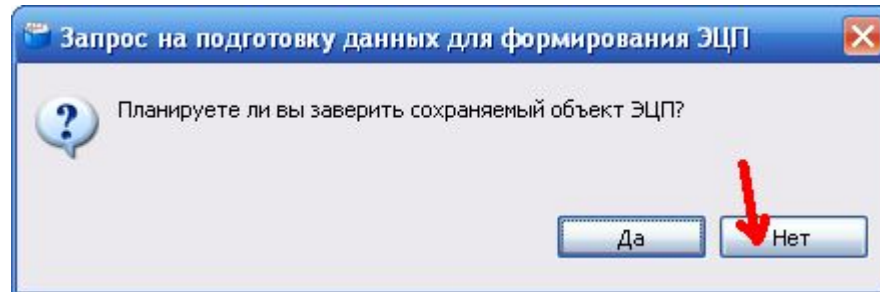 Запрос на подготовку данных для формирования ЭЦП
Планируете ли вы заверить сохраняемый объект ЭЦП?
Да
Нет